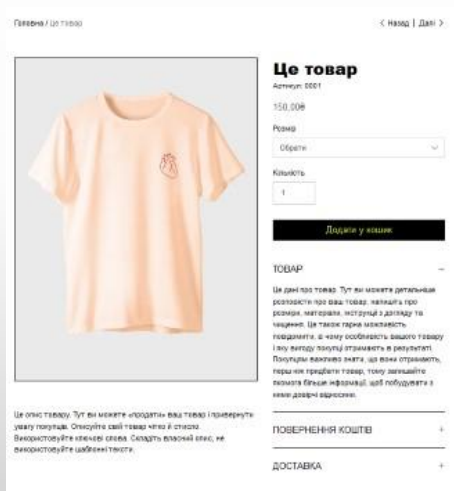 Головна / Це товар
< Назад | Далі >
Це товар
Артикул: 0001
150,00₴
Розмір
Обрати
Кількість
1
Додати у кошик
ТОВАР
Це дані про товар. Тут ви можете детальніше
розповісти про ваш товар, напишіть про
розміри, матеріали, інструкції з догляду та
чищення. Це також гарна можливість
повідомити, в чому особливість вашого товару
і яку вигоду покупці отримають в результаті.
Покупцям важливо знати, що вони отримають,
перш ніж придбати товар, тому залишайте
якомога більше інформації, щоб побудувати з
ними довірчі відносини.
Це опис товару. Тут ви можете «продати» ваш товар і привернути
увагу покупців. Опишіть свій товар чітко й стисло.
Використовуйте ключові слова. Складіть власний опис, не
використовуйте шаблонні тексти.
ПОВЕРНЕННЯ КОШТІВ
ДОСТАВКА